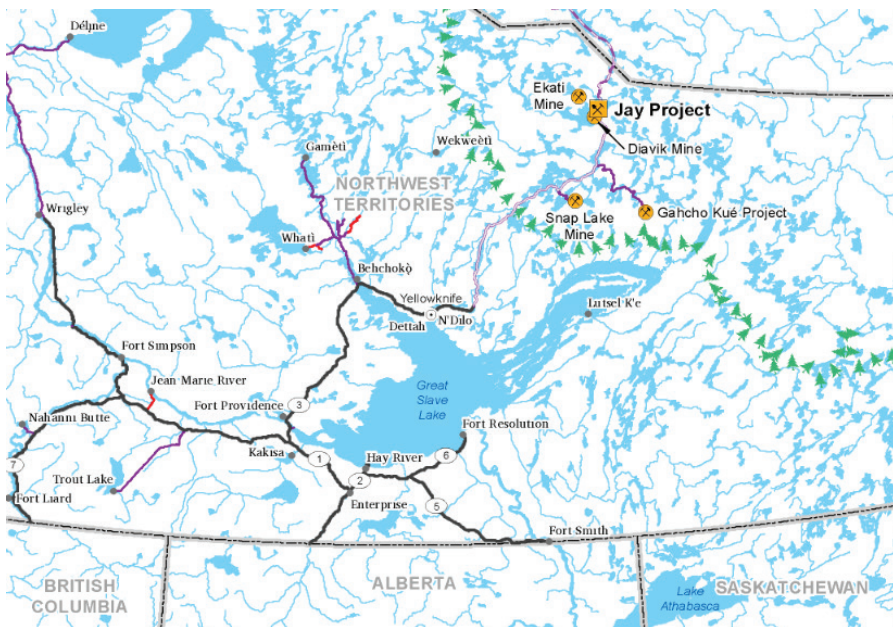 Délįne
Ekati
Mine
Jay Project
Diavik Mine
Gamètì
Wekweètì
NORTHWEST
TERRITORIES
Wrigley
Snap Lake
Mine
Gahcho Kué Project
Whatì
Behchokǫ̀
Yellowknife
Dettah
N'Dilo
Lutsel K'e
Fort Simpson
Jean Marie River
Great
Slave
Lake
Fort Providence
3
Nahanni Butte
Fort Resolution
Kakisa
Hay River
6
7
1
2
Trout Lake
Fort Liard
Enterprise
5
Fort Smith
BRITISH
COLUMBIA
ALBERTA
SASKATCHEWAN
Lake
Athabasca